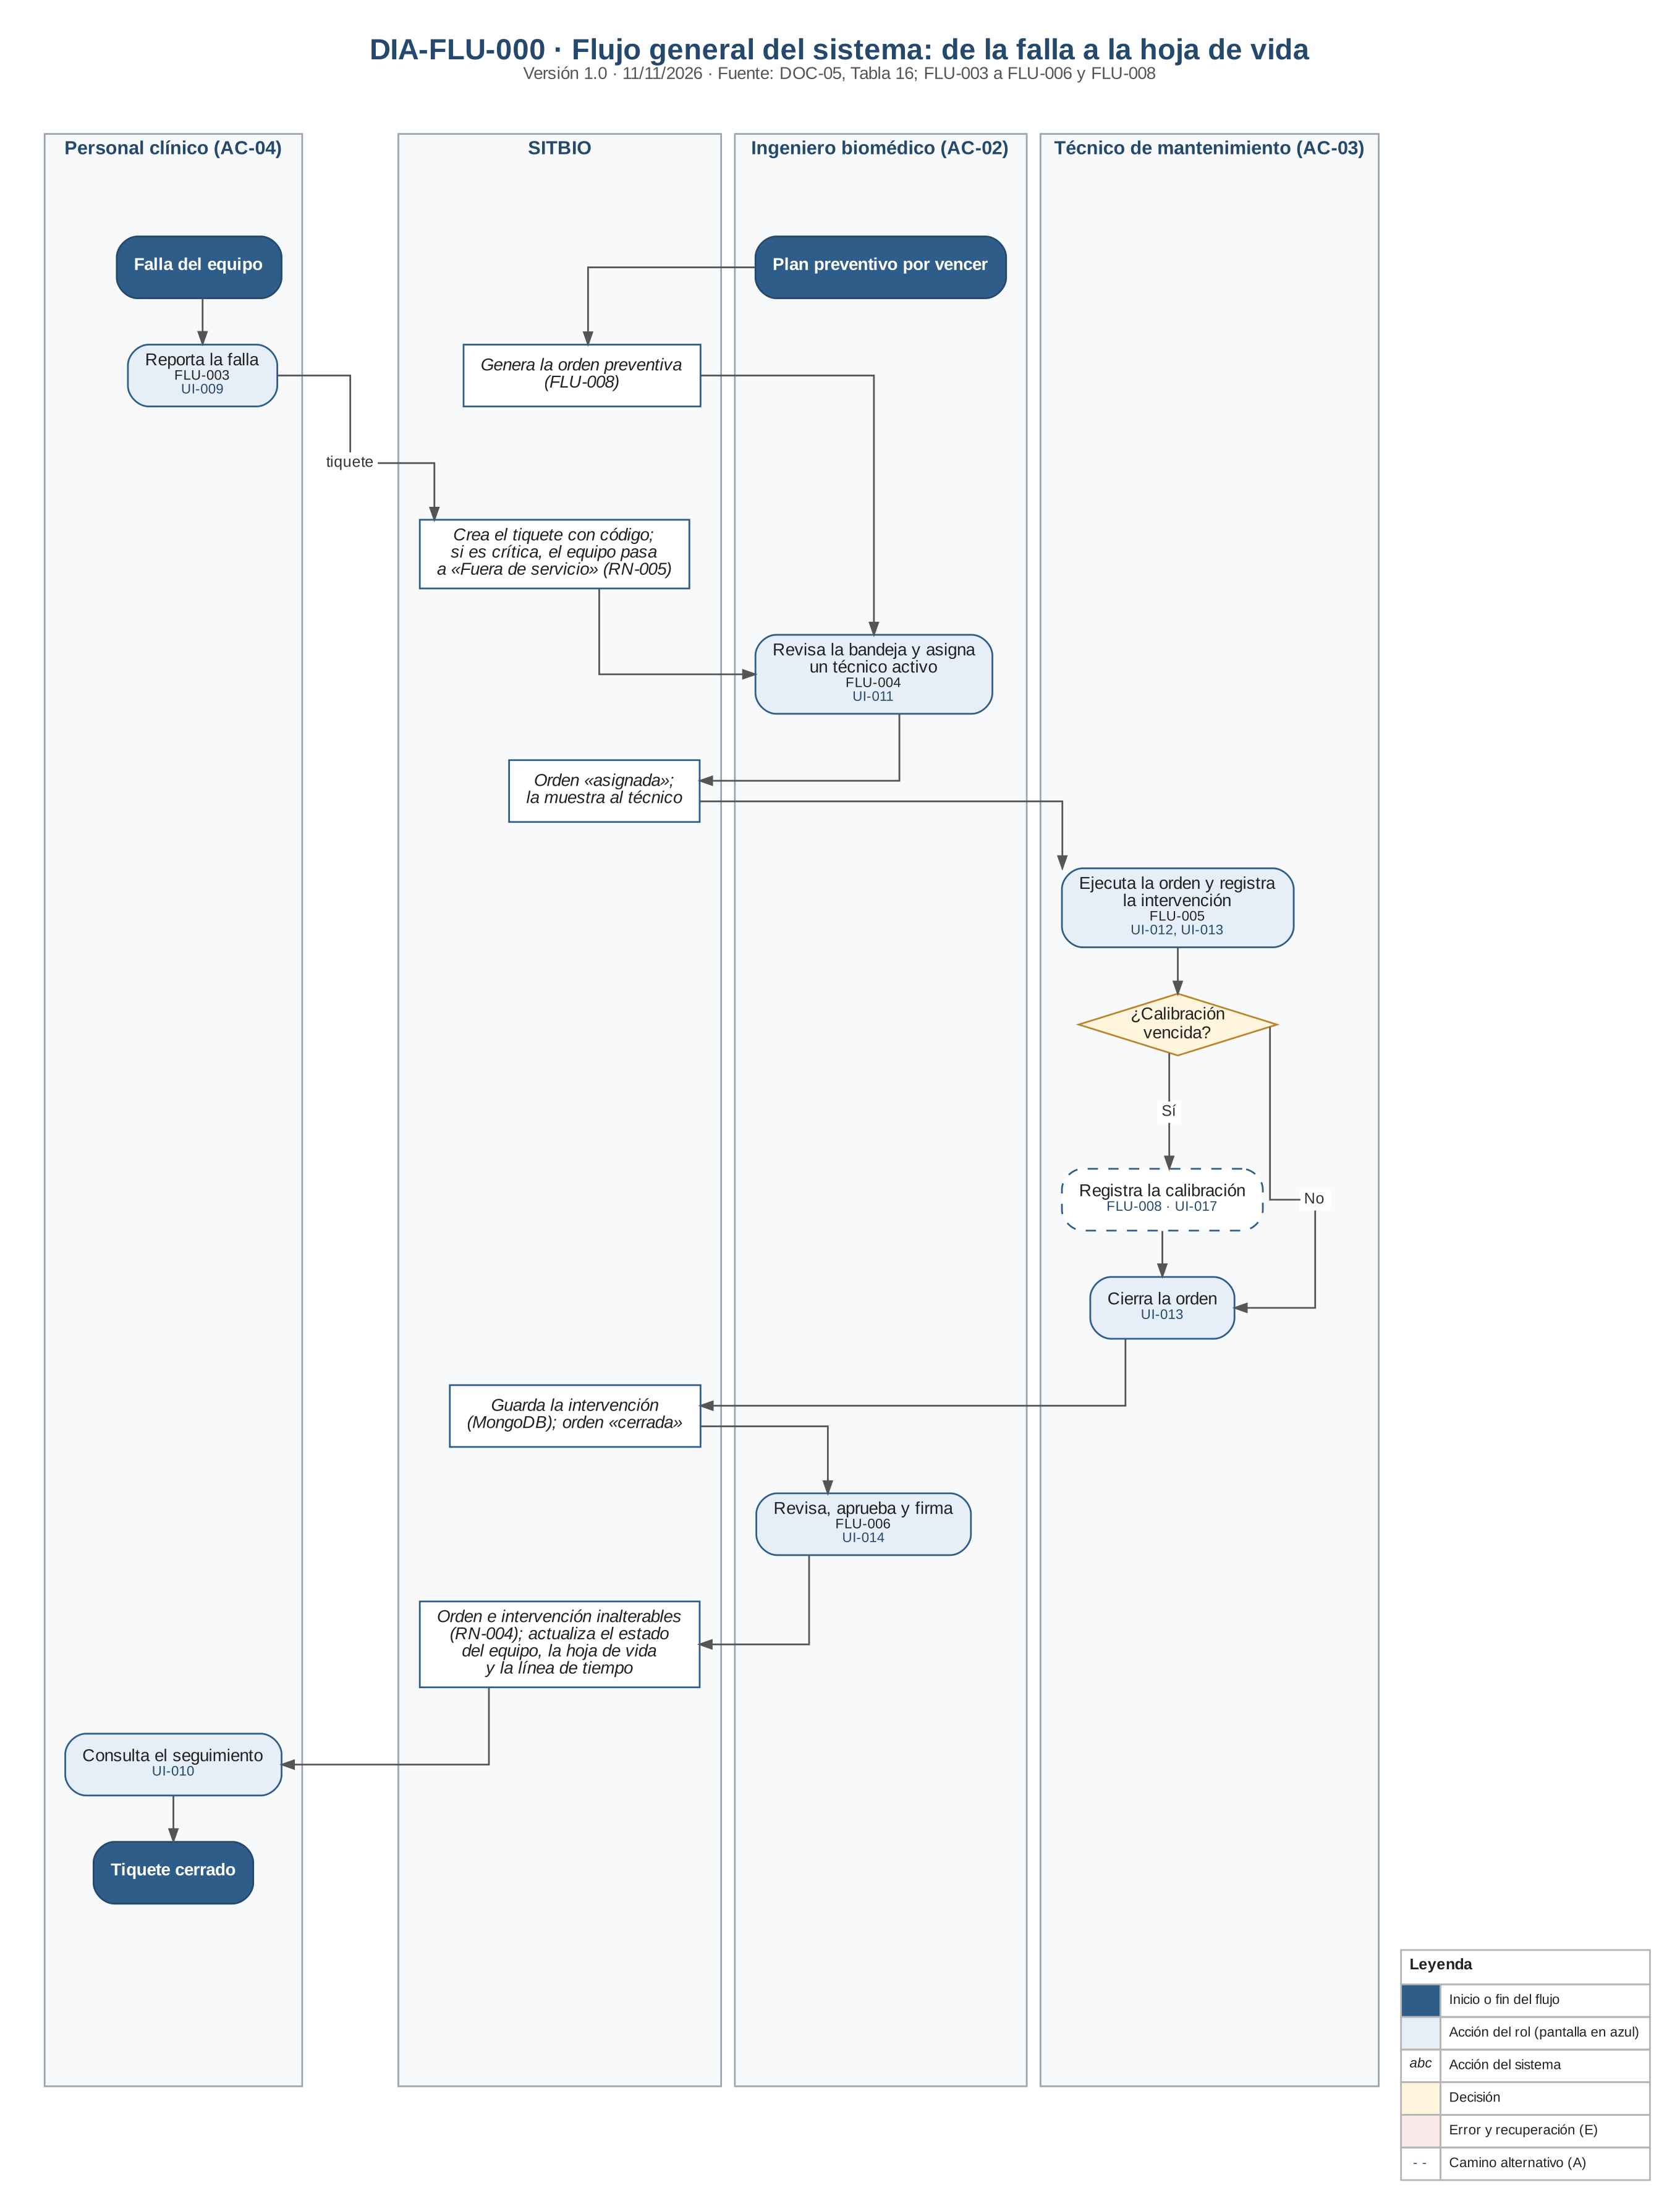 DIA-FLU-000 · Flujo general del sistema: de la falla a la hoja de vida
Versión 1.0 · 11/11/2026 · Fuente: DOC-05, Tabla 16; FLU-003 a FLU-006 y FLU-008
Personal clínico (AC-04)
SITBIO
Ingeniero biomédico (AC-02)
Técnico de mantenimiento (AC-03)
Falla del equipo
Plan preventivo por vencer
Reporta la falla
FLU-003
UI-009
Genera la orden preventiva
(FLU-008)
tiquete
Crea el tiquete con código;
si es crítica, el equipo pasa
a «Fuera de servicio» (RN-005)
Revisa la bandeja y asigna
un técnico activo
FLU-004
UI-011
Orden «asignada»;
la muestra al técnico
Ejecuta la orden y registra
la intervención
FLU-005
UI-012, UI-013
¿Calibración
vencida?
Sí
Registra la calibración
FLU-008 · UI-017
No
Cierra la orden
UI-013
Guarda la intervención
(MongoDB); orden «cerrada»
Revisa, aprueba y firma
FLU-006
UI-014
Orden e intervención inalterables
(RN-004); actualiza el estado
del equipo, la hoja de vida
y la línea de tiempo
Consulta el seguimiento
UI-010
Tiquete cerrado
Leyenda
Inicio o fin del flujo
Acción del rol (pantalla en azul)
abc Acción del sistema
Decisión
Error y recuperación (E)
- - Camino alternativo (A)